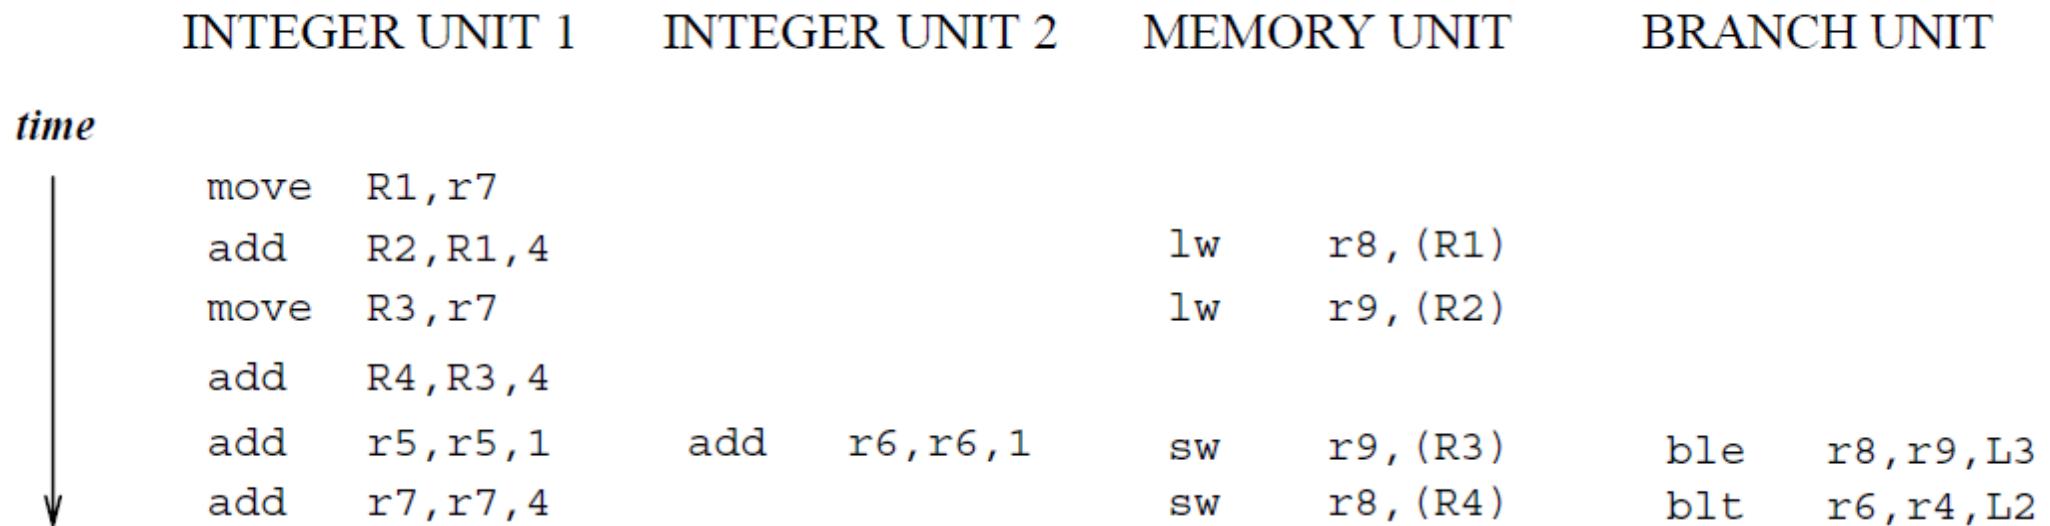 INTEGER UNIT 1 INTEGER UNIT 2 MEMORY UNIT BRANCH UNIT
time
move R1,r7
add R2,R1,4 lw r8,(R1)
move R3,r7 lw r9,(R2)
add R4,R3,4
add r5,r5,1 add r6,r6,1 sw r9,(R3) ble r8,r9,L3
add r7,r7,4 sw r8,(R4) blt r6,r4,L2